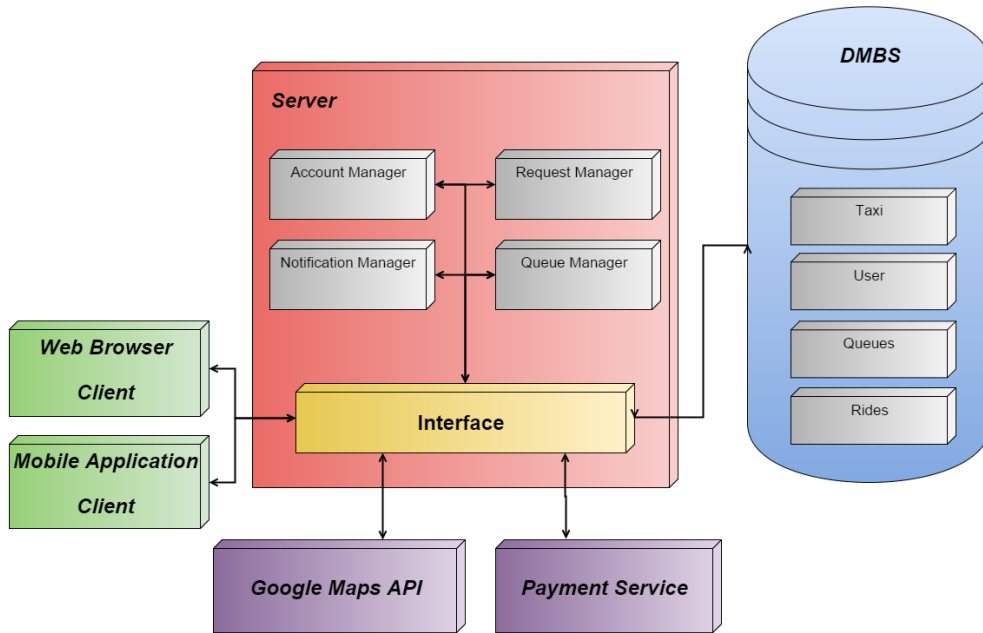 DMBS
Server
Account Manager
Request Manager
Taxi
Notification Manager
Queue Manager
User
Web Browser
Client
Queues
Rides
Interface
Mobile Application
Client
Google Maps API
Payment Service